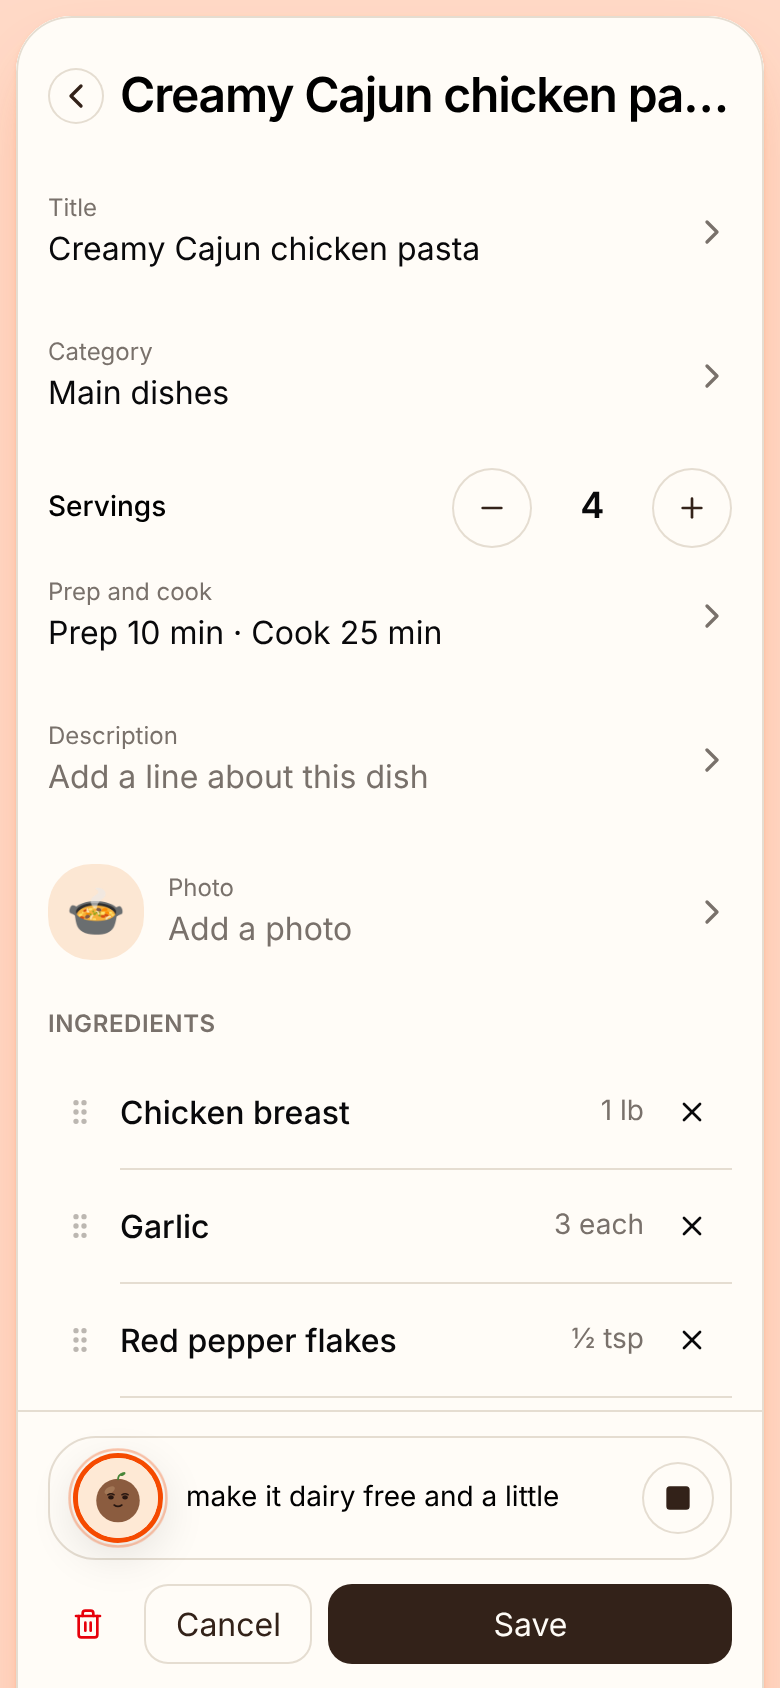 Creamy Cajun chicken pa...
Title
Creamy Cajun chicken pasta
Category
Main dishes
Servings
4
Prep and cook
Prep 10 min · Cook 25 min
Description
Add a line about this dish
Photo
Add a photo
INGREDIENTS
Chicken breast 1 lb
Garlic 3 each
Red pepper flakes ½ tsp
make it dairy free and a little
Cancel Save